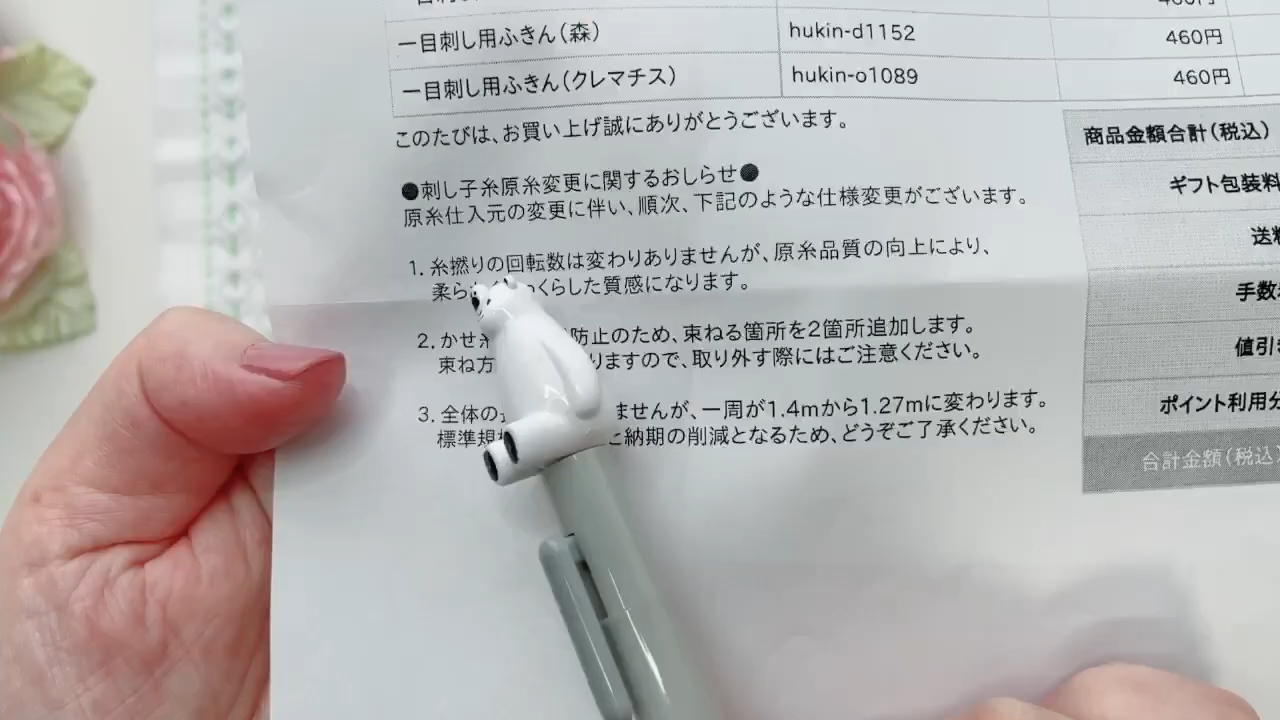 460円
一目刺し用ふきん（森） hukin-d1152 460円
一目刺し用ふきん（クレマチス） hukin-o1089 460円
このたびは、お買い上げ誠にありがとうございます。
●刺し子糸原糸変更に関するおしらせ●
原糸仕入元の変更に伴い、順次、下記のような仕様変更がございます。
1. 糸撚りの回転数は変わりありませんが、原糸品質の向上により、
柔ら くらした質感になります。
2. かせ 防止のため、束ねる箇所を2箇所追加します。
束ね方 りますので、取り外す際にはご注意ください。
3. 全体の ませんが、一周が1.4mから1.27mに変わります。
標準規 納期の削減となるため、どうぞご了承ください。
商品金額合計（税込）
ギフト包装料
送料
手数
値引
ポイント利用分
合計金額（税込）